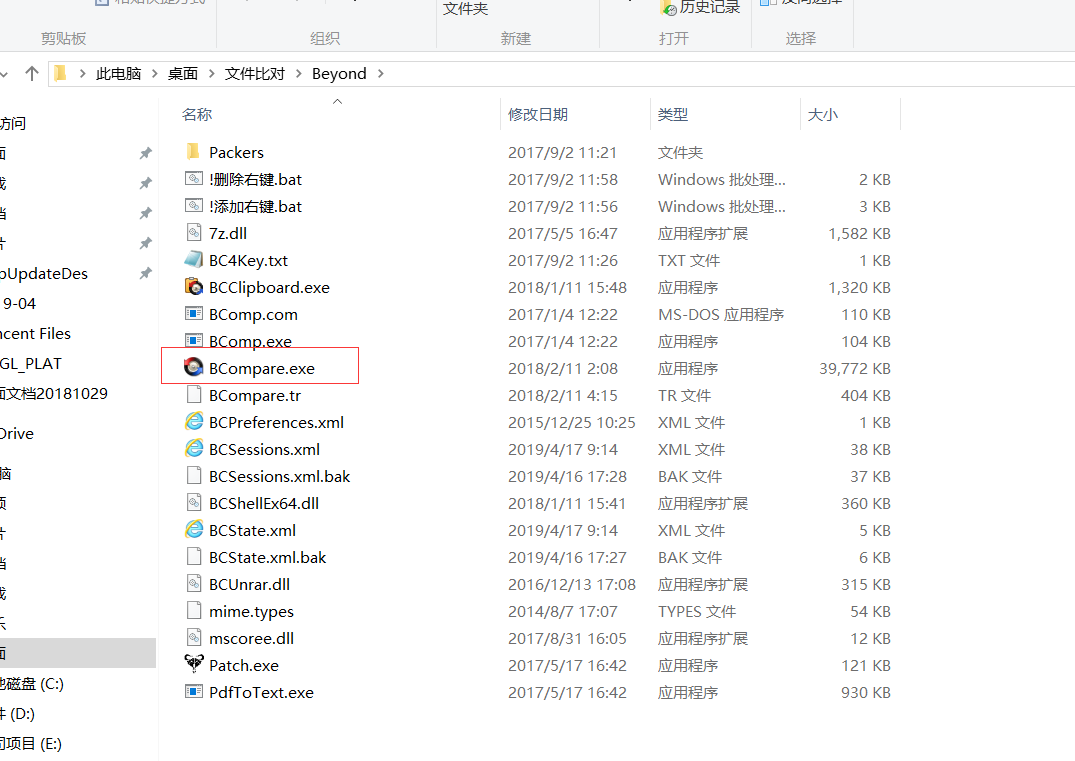 文件夹
历史记录
剪贴板 组织 新建 打开 选择
此电脑 桌面 文件比对 Beyond
名称 修改日期 类型 大小
Packers 2017/9/2 11:21 文件夹
!删除右键.bat 2017/9/2 11:58 Windows 批处理... 2 KB
!添加右键.bat 2017/9/2 11:56 Windows 批处理... 3 KB
7z.dll 2017/5/5 16:47 应用程序扩展 1,582 KB
BC4Key.txt 2017/9/2 11:26 TXT 文件 1 KB
BCClipboard.exe 2018/1/11 15:48 应用程序 1,320 KB
BComp.com 2017/1/4 12:22 MS-DOS 应用程序 110 KB
BComp.exe 2017/1/4 12:22 应用程序 104 KB
BCompare.exe 2018/2/11 2:08 应用程序 39,772 KB
BCompare.tr 2018/2/11 4:15 TR 文件 404 KB
BCPreferences.xml 2015/12/25 10:25 XML 文件 1 KB
BCSessions.xml 2019/4/17 9:14 XML 文件 38 KB
BCSessions.xml.bak 2019/4/16 17:28 BAK 文件 37 KB
BCShellEx64.dll 2018/1/11 15:41 应用程序扩展 360 KB
BCState.xml 2019/4/17 9:14 XML 文件 5 KB
BCState.xml.bak 2019/4/16 17:27 BAK 文件 6 KB
BCUnrar.dll 2016/12/13 17:08 应用程序扩展 315 KB
mime.types 2014/8/7 17:07 TYPES 文件 54 KB
mscoree.dll 2017/8/31 16:05 应用程序扩展 12 KB
Patch.exe 2017/5/17 16:42 应用程序 121 KB
PdfToText.exe 2017/5/17 16:42 应用程序 930 KB
访问
pUpdateDes
9-04
ncent Files
GL_PLAT
面文档20181029
Drive
脑
磁盘 (C:)
(D:)
项目 (E:)